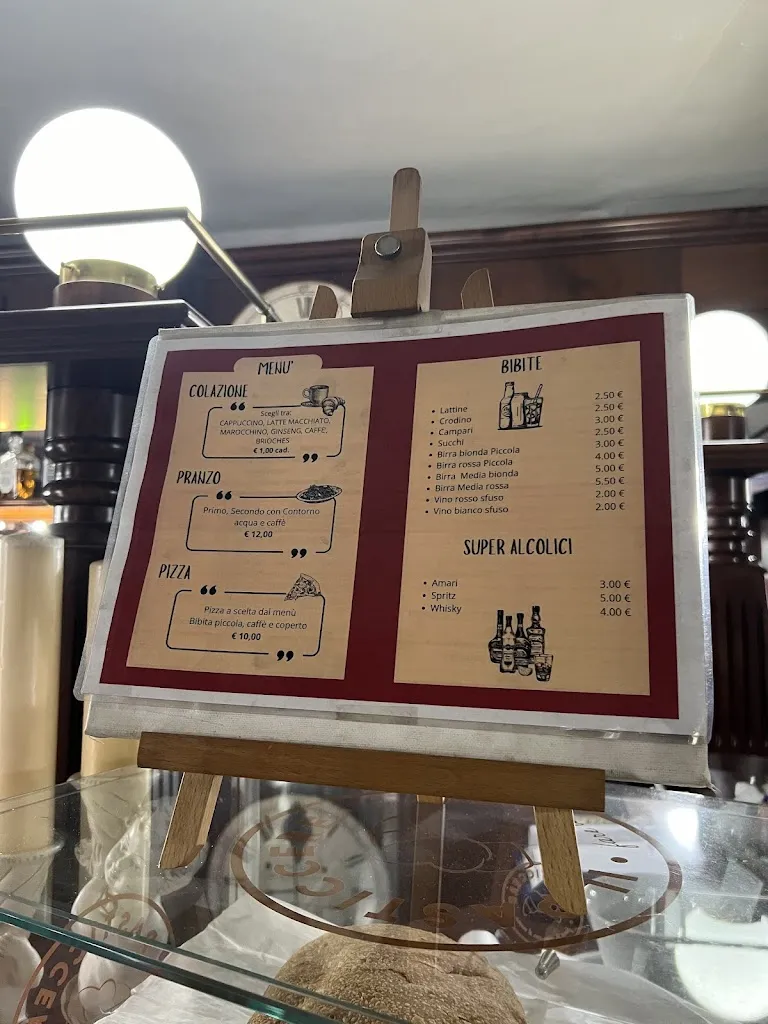 MENU'
COLAZIONE
Scegli tra:
CAPPUCCINO, LATTE MACCHIATO,
MAROCCHINO, GINSENG, CAFFE,
BRIOCHES
€ 1,00 cad.
PRANZO
Primo, Secondo con Contorno
acqua e caffè
€ 12,00
PIZZA
Pizza a scelta dal menù
Bibita piccola, caffè e coperto
€ 10,00
BIBITE
• Lattine 2.50 €
• Crodino 2.50 €
• Campari 3.00 €
• Succhi 2.50 €
• Birra bionda Piccola 3.00 €
• Birra rossa Piccola 4.00 €
• Birra Media bionda 5.00 €
• Birra Media rossa 5.50 €
• Vino rosso sfuso 2.00 €
• Vino bianco sfuso 2.00 €
SUPER ALCOLICI
• Amari 3.00 €
• Spritz 5.00 €
• Whisky 4.00 €